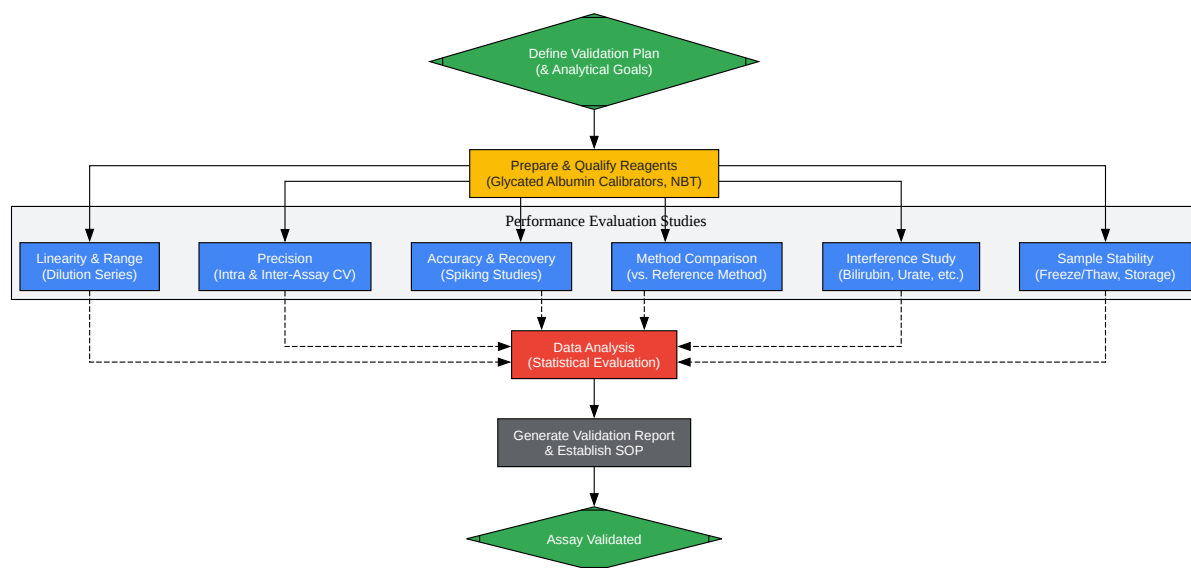 Define Validation Plan
(& Analytical Goals)
Prepare & Qualify Reagents
(Glycated Albumin Calibrators, NBT)
Performance Evaluation Studies
Linearity & Range
(Dilution Series)
Precision
(Intra & Inter-Assay CV)
Accuracy & Recovery
(Spiking Studies)
Method Comparison
(vs. Reference Method)
Interference Study
(Bilirubin, Urate, etc.)
Sample Stability
(Freeze/Thaw, Storage)
Data Analysis
(Statistical Evaluation)
Generate Validation Report
& Establish SOP
Assay Validated